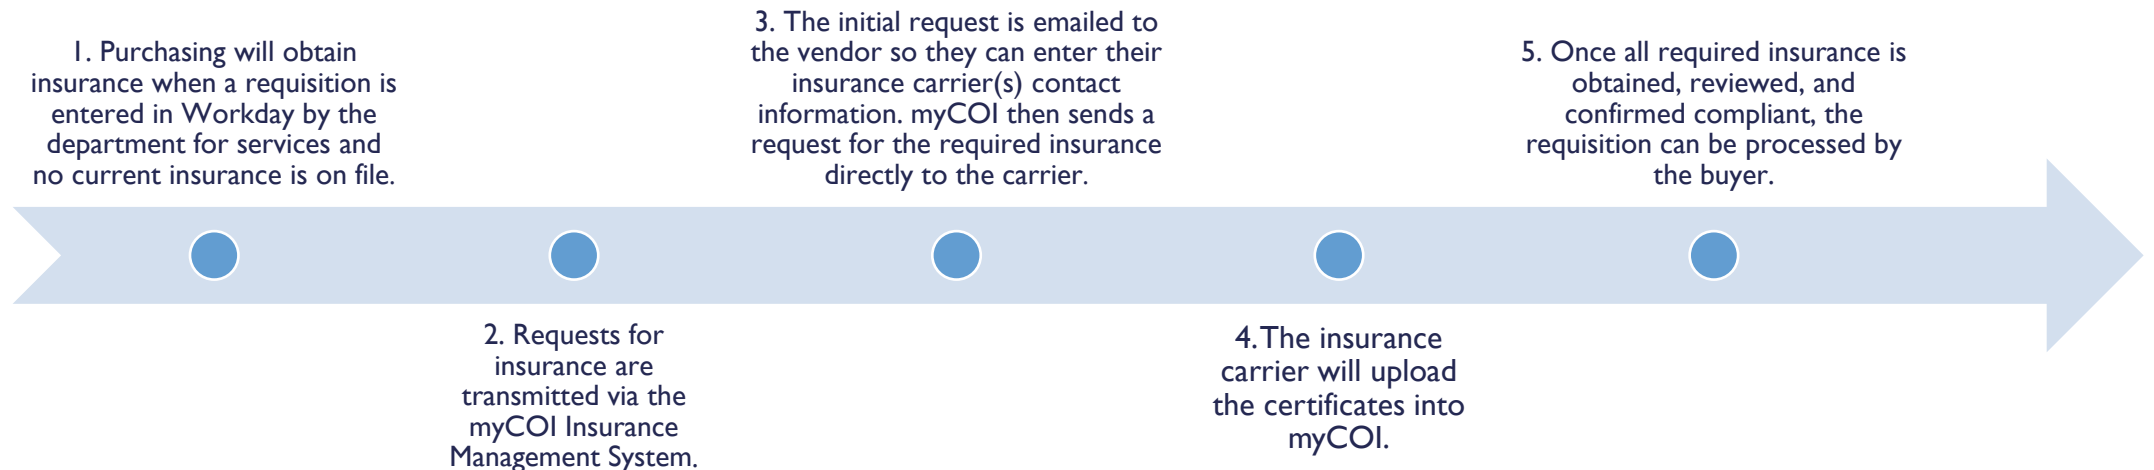 1. Purchasing will obtain
insurance when a requisition is
entered in Workday by the
department for services and
no current insurance is on file.
2. Requests for
insurance are
transmitted via the
myCOI Insurance
Management System.
3. The initial request is emailed to
the vendor so they can enter their
insurance carrier(s) contact
information. myCOI then sends a
request for the required insurance
directly to the carrier.
4. The insurance
carrier will upload
the certificates into
myCOI.
5. Once all required insurance is
obtained, reviewed, and
confirmed compliant, the
requisition can be processed by
the buyer.